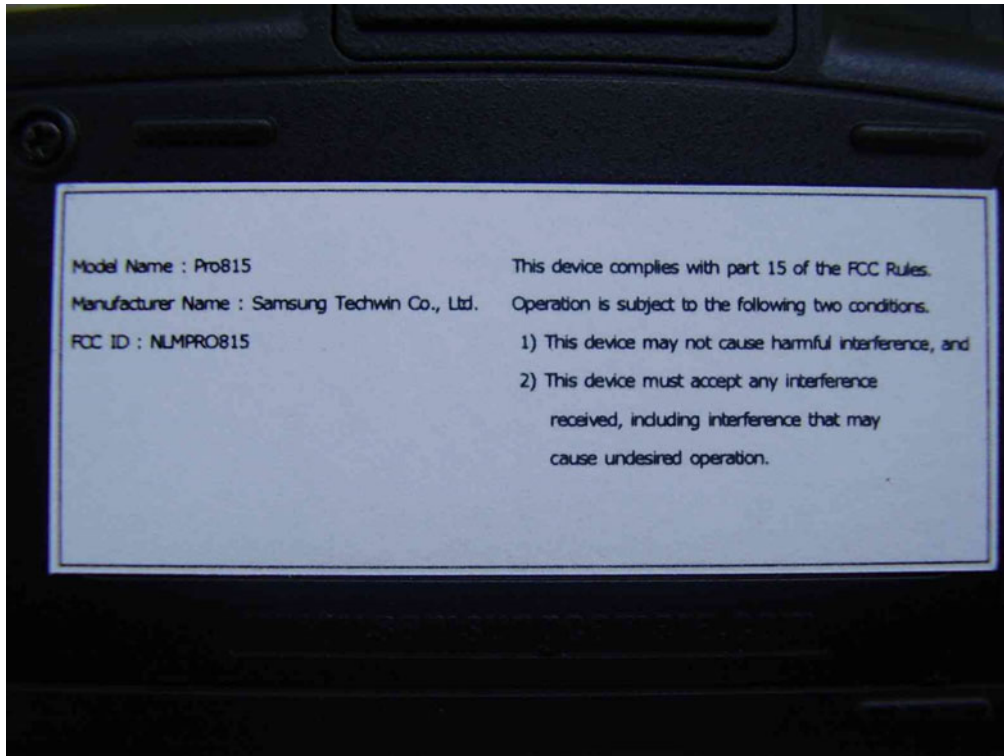 Model Name : Pro815
Manufacturer Name : Samsung Techwin Co., Ltd.
FCC ID : NLMPRO815
This device complies with part 15 of the FCC Rules.
Operation is subject to the following two conditions.
1) This device may not cause harmful interference, and
2) This device must accept any interference
received, including interference that may
cause undesired operation.